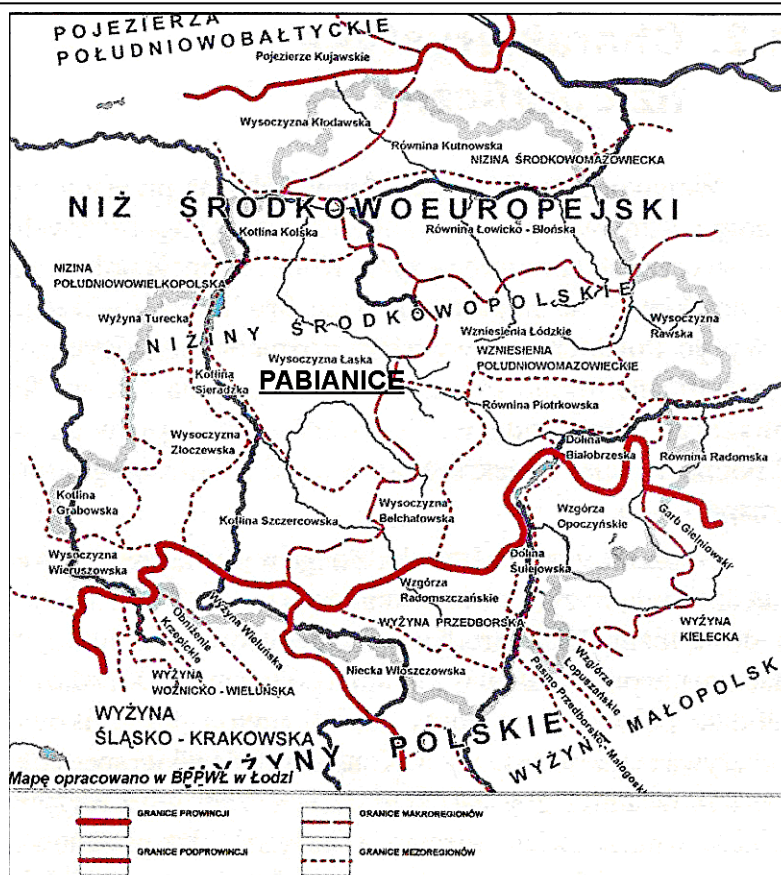 POJEZIERZA
POŁUDNIOWOBAŁTYCKIE
Pojezierze Kujawskie
Wysoczyzna Kłodawska
Równina Kutnowska
NIZINA ŚRODKOWOMAZOWIECKA
NIŻ ŚRODKOWOEUROPEJSKI
Kotlina Kolska
Równina Łowicko - Błońska
NIZINA
POŁUDNIOWOWIELKOPOLSKA
NIZINY ŚRODKOWOPOLSKIE
Wyżyna Turecka
Wzniesienia Łódzkie
Wysoczyzna
Rawska
Wysoczyzna Łaska
WZNIESIENIA
POŁUDNIOWOMAZOWIECKIE
Kotlina
Sieradzka
PABIANICE
Równina Piotrkowska
Wysoczyzna
Złoczewska
Dolina
Białobrzeska
Równina Radomska
Kotlina
Grabowska
Kotlina Szczercowska
Wysoczyzna
Bełchatowska
Wzgórza
Opoczyńskie
Garb Gielniowski
Wysoczyzna
Wieruszowska
Dolina
Sulejowska
Wzgórza
Radomszczańskie
Obniżenie
Krzepickie
Wyżyna Wieluńska
WYŻYNA PRZEDBORSKA
WYŻYNA
KIELECKA
Niecka Włoszczowska
Wzgórza
Łopuszańskie
Pasmo Przedborsko - Małogoskie
WYŻYNA
WOŹNICKO - WIELUŃSKA
WYŻYNA
ŚLĄSKO - KRAKOWSKA
WYŻYNY POLSKIE
WYŻYNA MAŁOPOLSK
Mapę opracowano w BPPWŁ w Łodzi
GRANICE PROWINCJI
GRANICE MAKROREGIONÓW
GRANICE PODPROWINCJI
GRANICE MEZOREGIONÓW